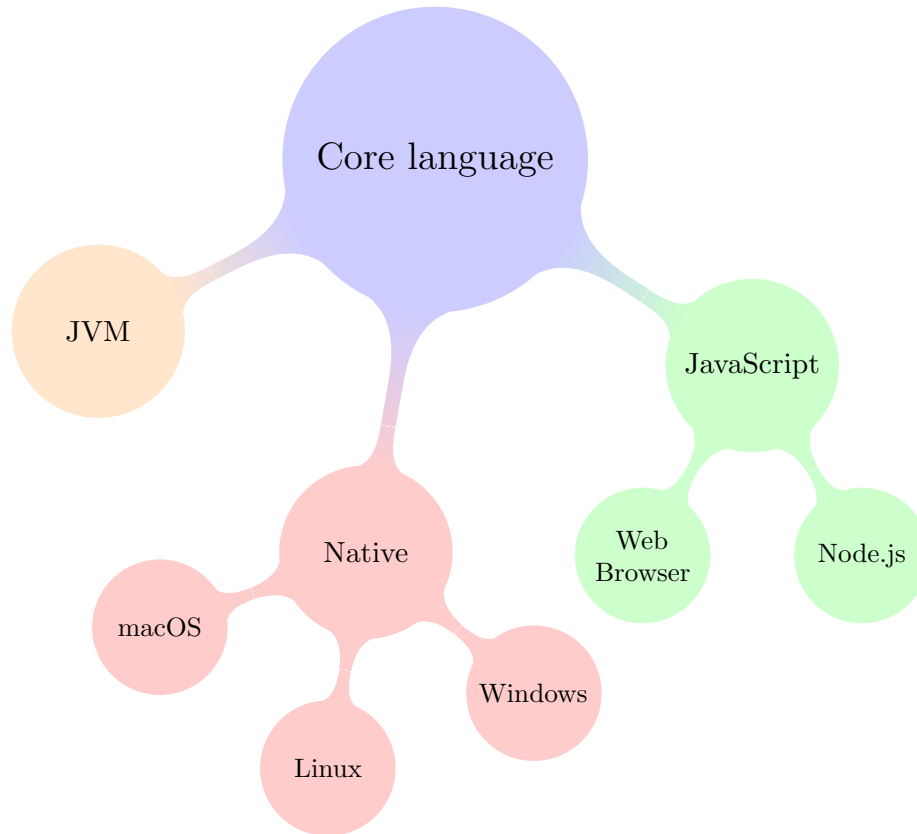 Core language
JVM
JavaScript
Native
Web
Browser
Node.js
macOS
Windows
Linux